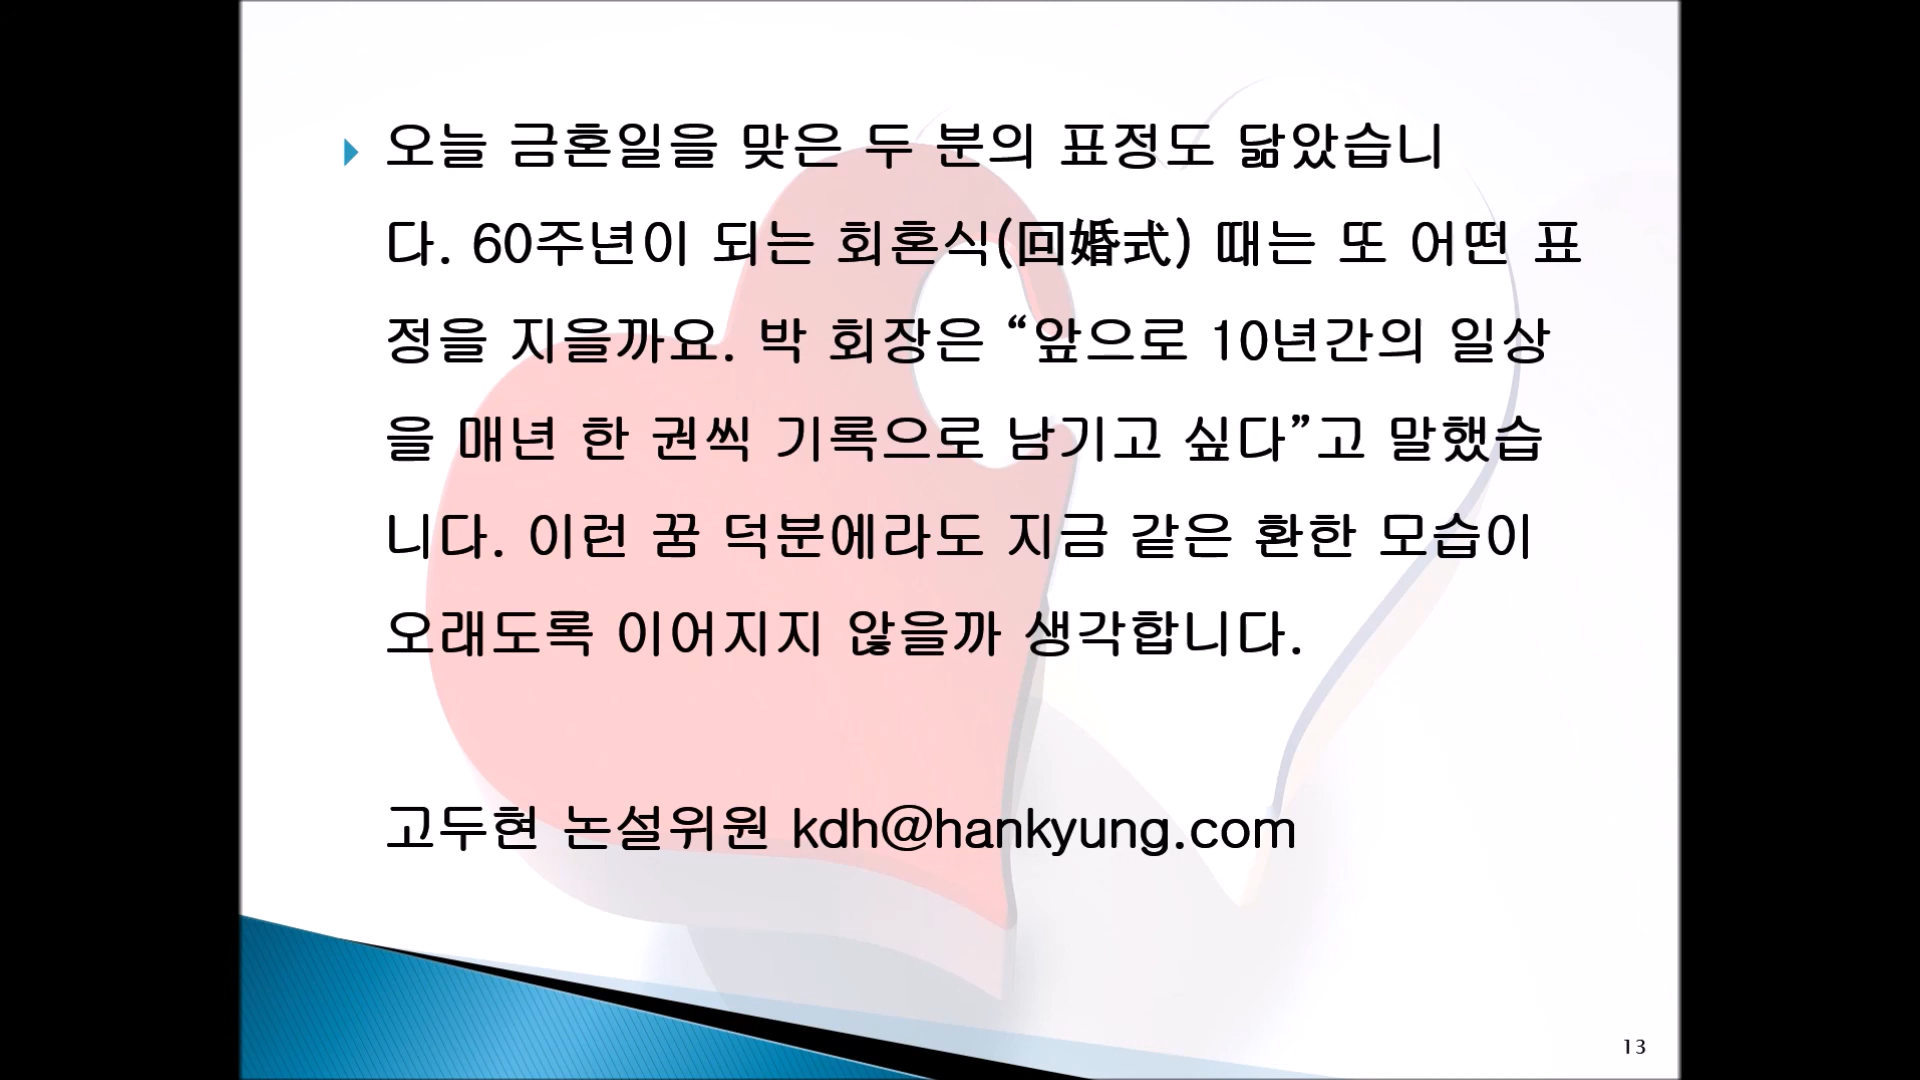 오늘 금혼일을 맞은 두 분의 표정도 닮았습니
다. 60주년이 되는 회혼식(回婚式) 때는 또 어떤 표
정을 지을까요. 박 회장은 “앞으로 10년간의 일상
을 매년 한 권씩 기록으로 남기고 싶다”고 말했습
니다. 이런 꿈 덕분에라도 지금 같은 환한 모습이
오래도록 이어지지 않을까 생각합니다.
고두현 논설위원 kdh@hankyung.com
13